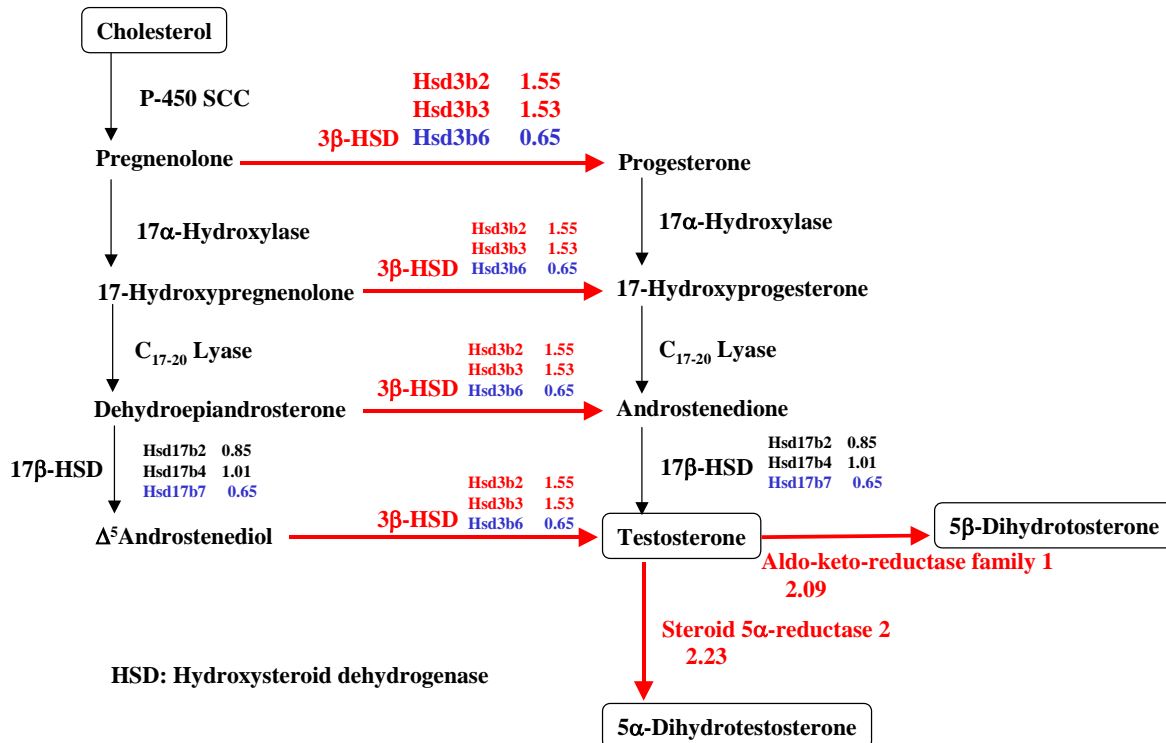 Cholesterol
P-450 SCC
Hsd3b2 1.55
Hsd3b3 1.53
3β-HSD Hsd3b6 0.65
Pregnenolone
Progesterone
17α-Hydroxylase
Hsd3b2 1.55
Hsd3b3 1.53
3β-HSD Hsd3b6 0.65
17α-Hydroxylase
17-Hydroxypregnenolone
17-Hydroxyprogesterone
C17-20 Lyase
Hsd3b2 1.55
Hsd3b3 1.53
3β-HSD Hsd3b6 0.65
C17-20 Lyase
Dehydroepiandrosterone
Androstenedione
17β-HSD
Hsd17b2 0.85
Hsd17b4 1.01
Hsd17b7 0.65
Hsd3b2 1.55
Hsd3b3 1.53
3β-HSD Hsd3b6 0.65
17β-HSD
Hsd17b2 0.85
Hsd17b4 1.01
Hsd17b7 0.65
Δ5Androstenediol
Testosterone
5β-Dihydrotosterone
Aldo-keto-reductase family 1
2.09
Steroid 5α-reductase 2
2.23
HSD: Hydroxysteroid dehydrogenase
5α-Dihydrotestosterone